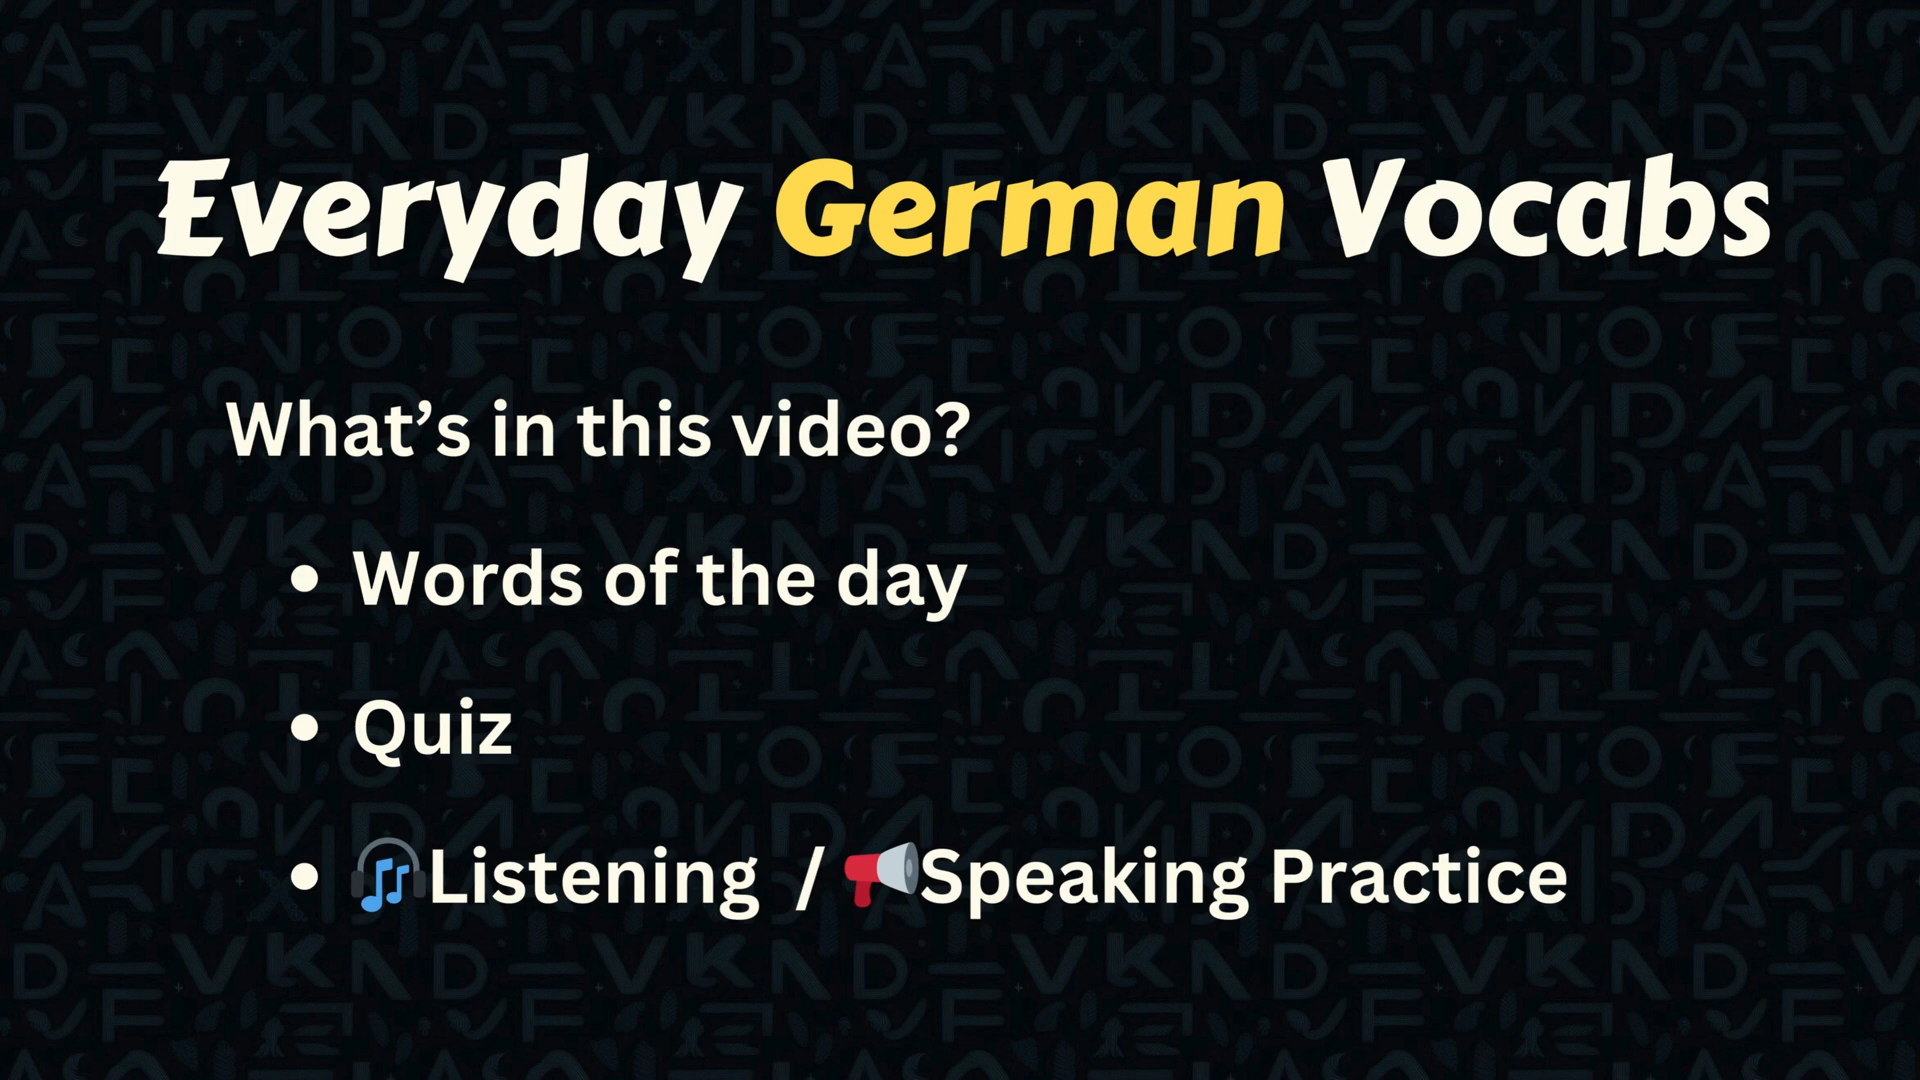 Everyday German Vocabs
What’s in this video?
• Words of the day
• Quiz
• 🎧Listening / 📢Speaking Practice